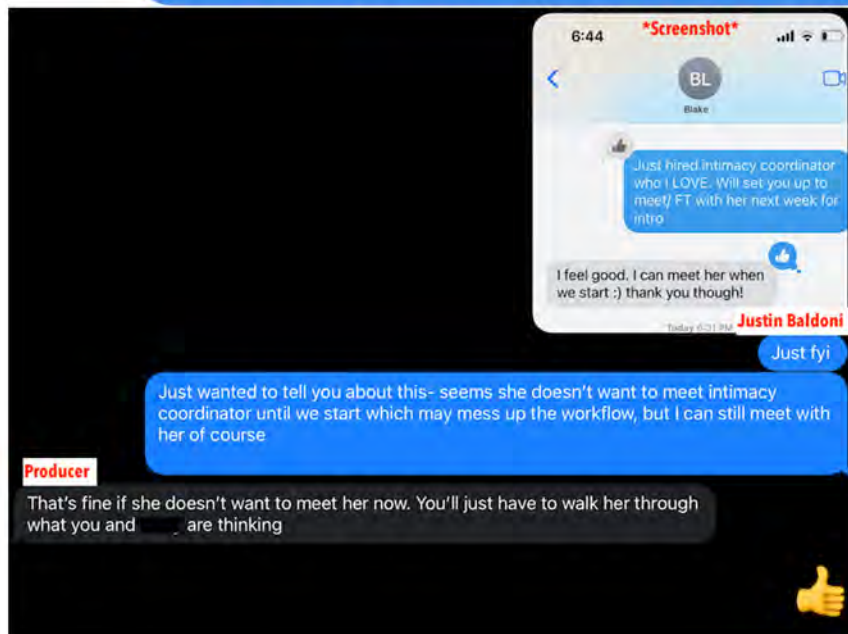 *Screenshot*
6:44
BL
Blake
Just hired intimacy coordinator
who I LOVE. Will set you up to
meet/ FT with her next week for
intro
I feel good. I can meet her when
we start :) thank you though!
Today 6:31 PM
Justin Baldoni
Just fyi
Just wanted to tell you about this- seems she doesn't want to meet intimacy
coordinator until we start which may mess up the workflow, but I can still meet with
her of course
Producer
That's fine if she doesn't want to meet her now. You'll just have to walk her through
what you and are thinking